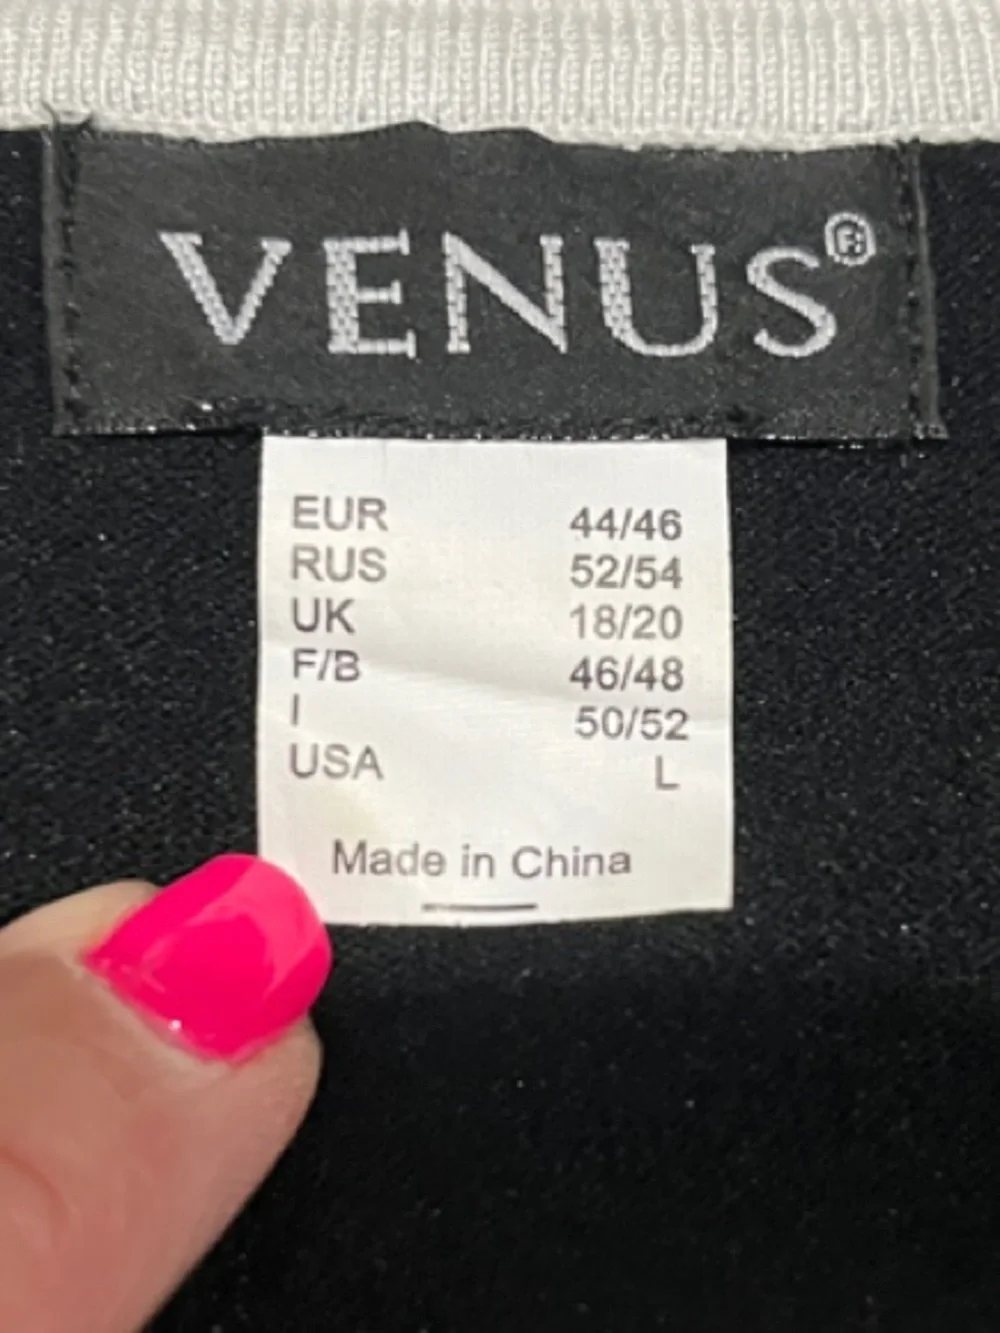 VENUS®
EUR 44/46
RUS 52/54
UK 18/20
F/B 46/48
I 50/52
USA L
Made in China